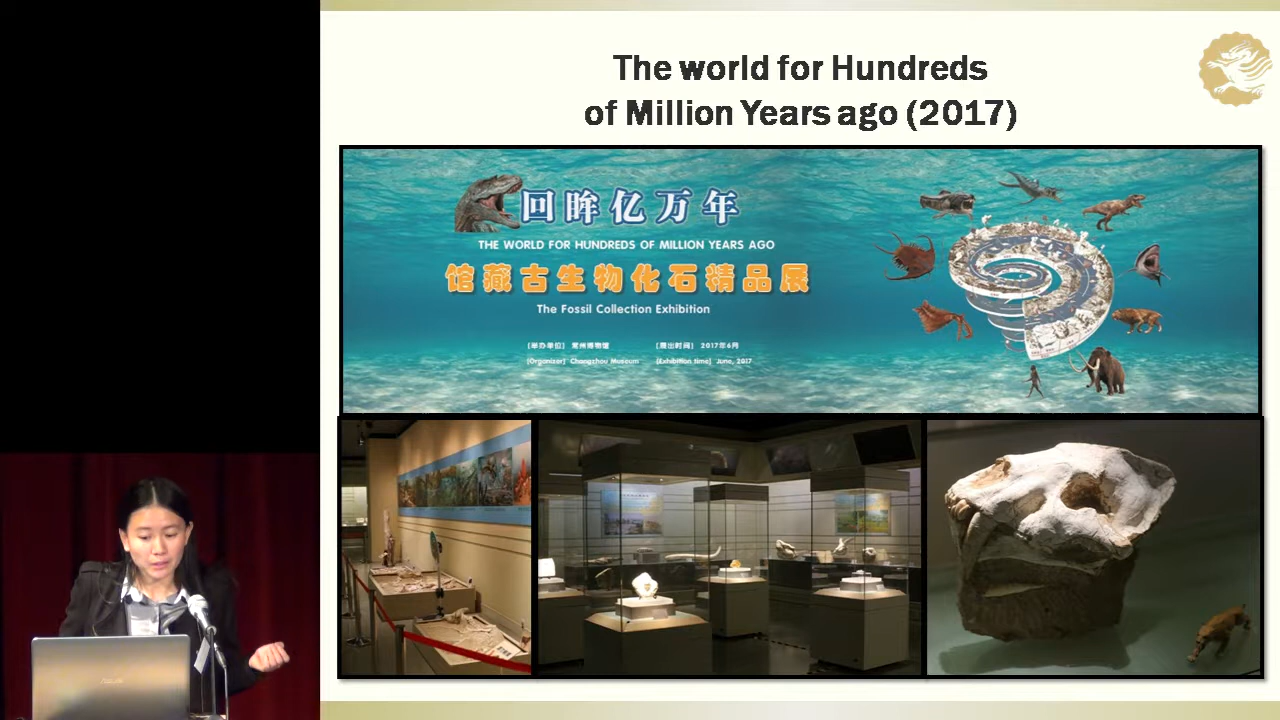 The world for Hundreds
of Million Years ago (2017)
回眸亿万年
THE WORLD FOR HUNDREDS OF MILLION YEARS AGO
馆藏古生物化石精品展
The Fossil Collection Exhibition
[举办单位] 常州博物馆 [展出时间] 2017年6月
[Organizer] Changzhou Museum [Exhibition time] June, 2017